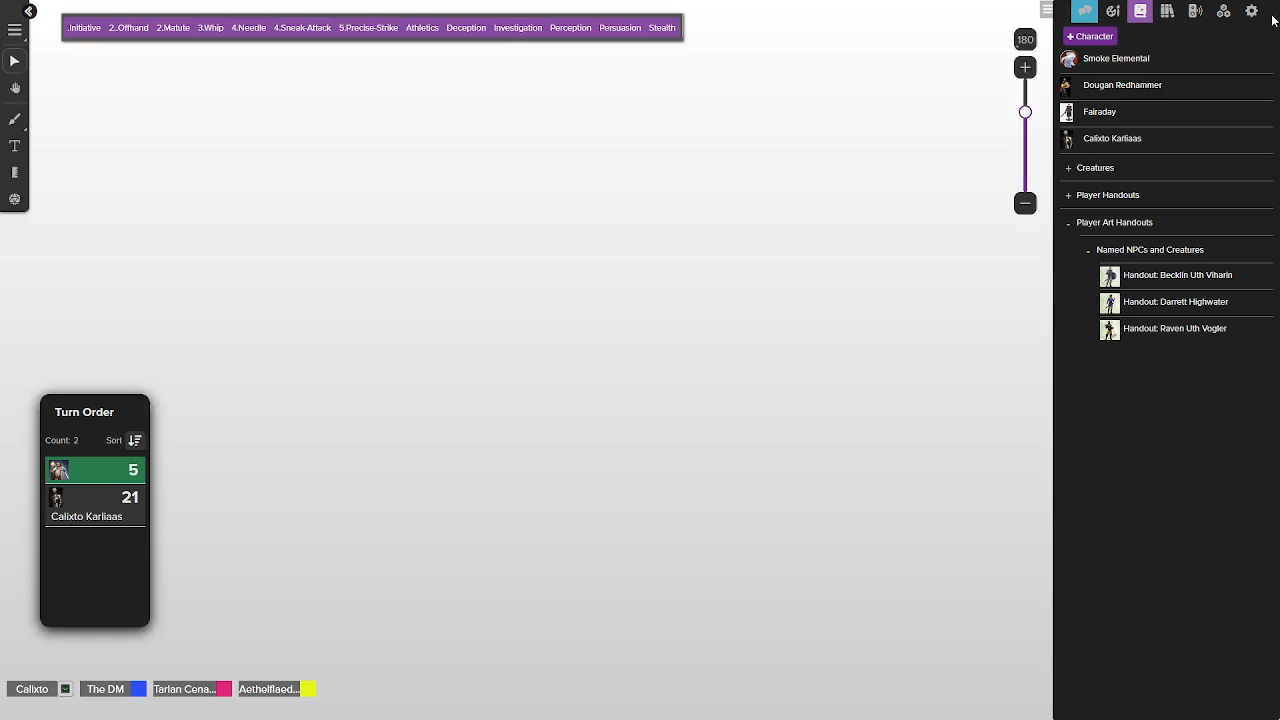 .Initiative 2..Offhand 2.Matute 3.Whip 4.Needle 4.Sneak-Attack 5.Precise-Strike Athletics Deception Investigation Perception Persuasion Stealth
180
+ Character
Smoke Elemental
Dougan Redhammer
Fairaday
Calixto Karliaas
+ Creatures
+ Player Handouts
- Player Art Handouts
- Named NPCs and Creatures
Handout: Becklin Uth Viharin
Handout: Darrett Highwater
Handout: Raven Uth Vogler
T
Turn Order
Count: 2 Sort
5
21
Calixto Karliaas
Calixto The DM Tarlan Cena... Aethelflaed...